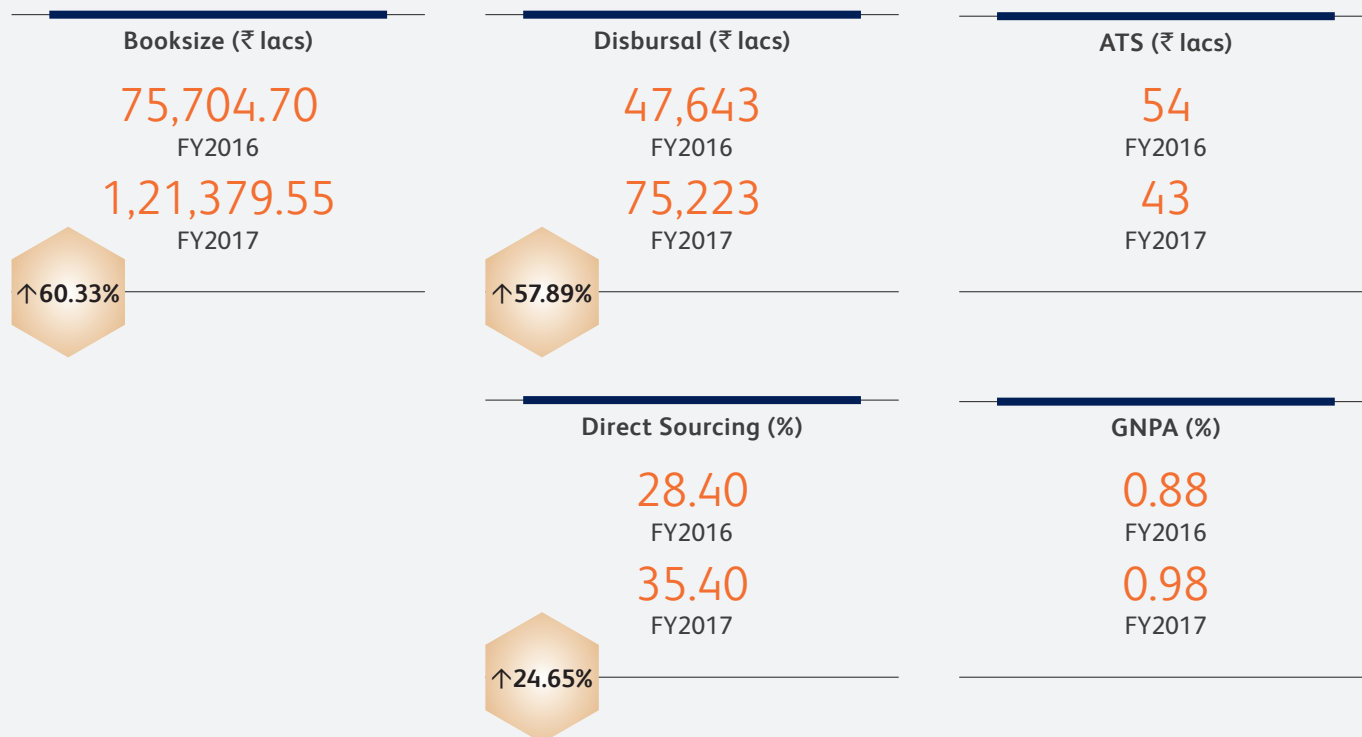 Booksize (₹ lacs)
75,704.70
FY2016
1,21,379.55
FY2017
↑60.33%
Disbursal (₹ lacs)
47,643
FY2016
75,223
FY2017
↑57.89%
ATS (₹ lacs)
54
FY2016
43
FY2017
Direct Sourcing (%)
28.40
FY2016
35.40
FY2017
↑24.65%
GNPA (%)
0.88
FY2016
0.98
FY2017